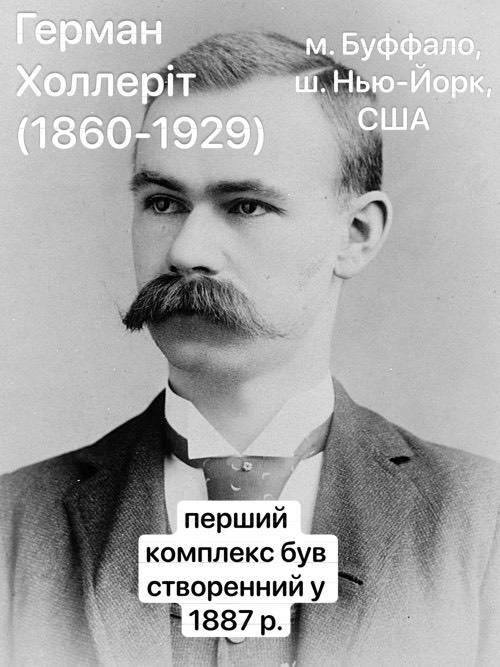 Герман
Холлеріт
(1860-1929)
м. Буффало,
ш. Нью-Йорк,
США
перший
комплекс був
створенний у
1887 р.